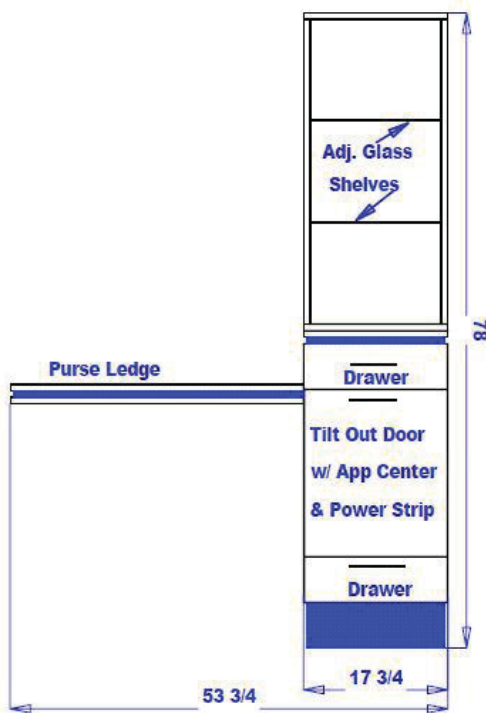 Adj. Glass
Shelves
78
Purse Ledge
Drawer
Tilt Out Door
w/ App Center
& Power Strip
Drawer
17 3/4
53 3/4